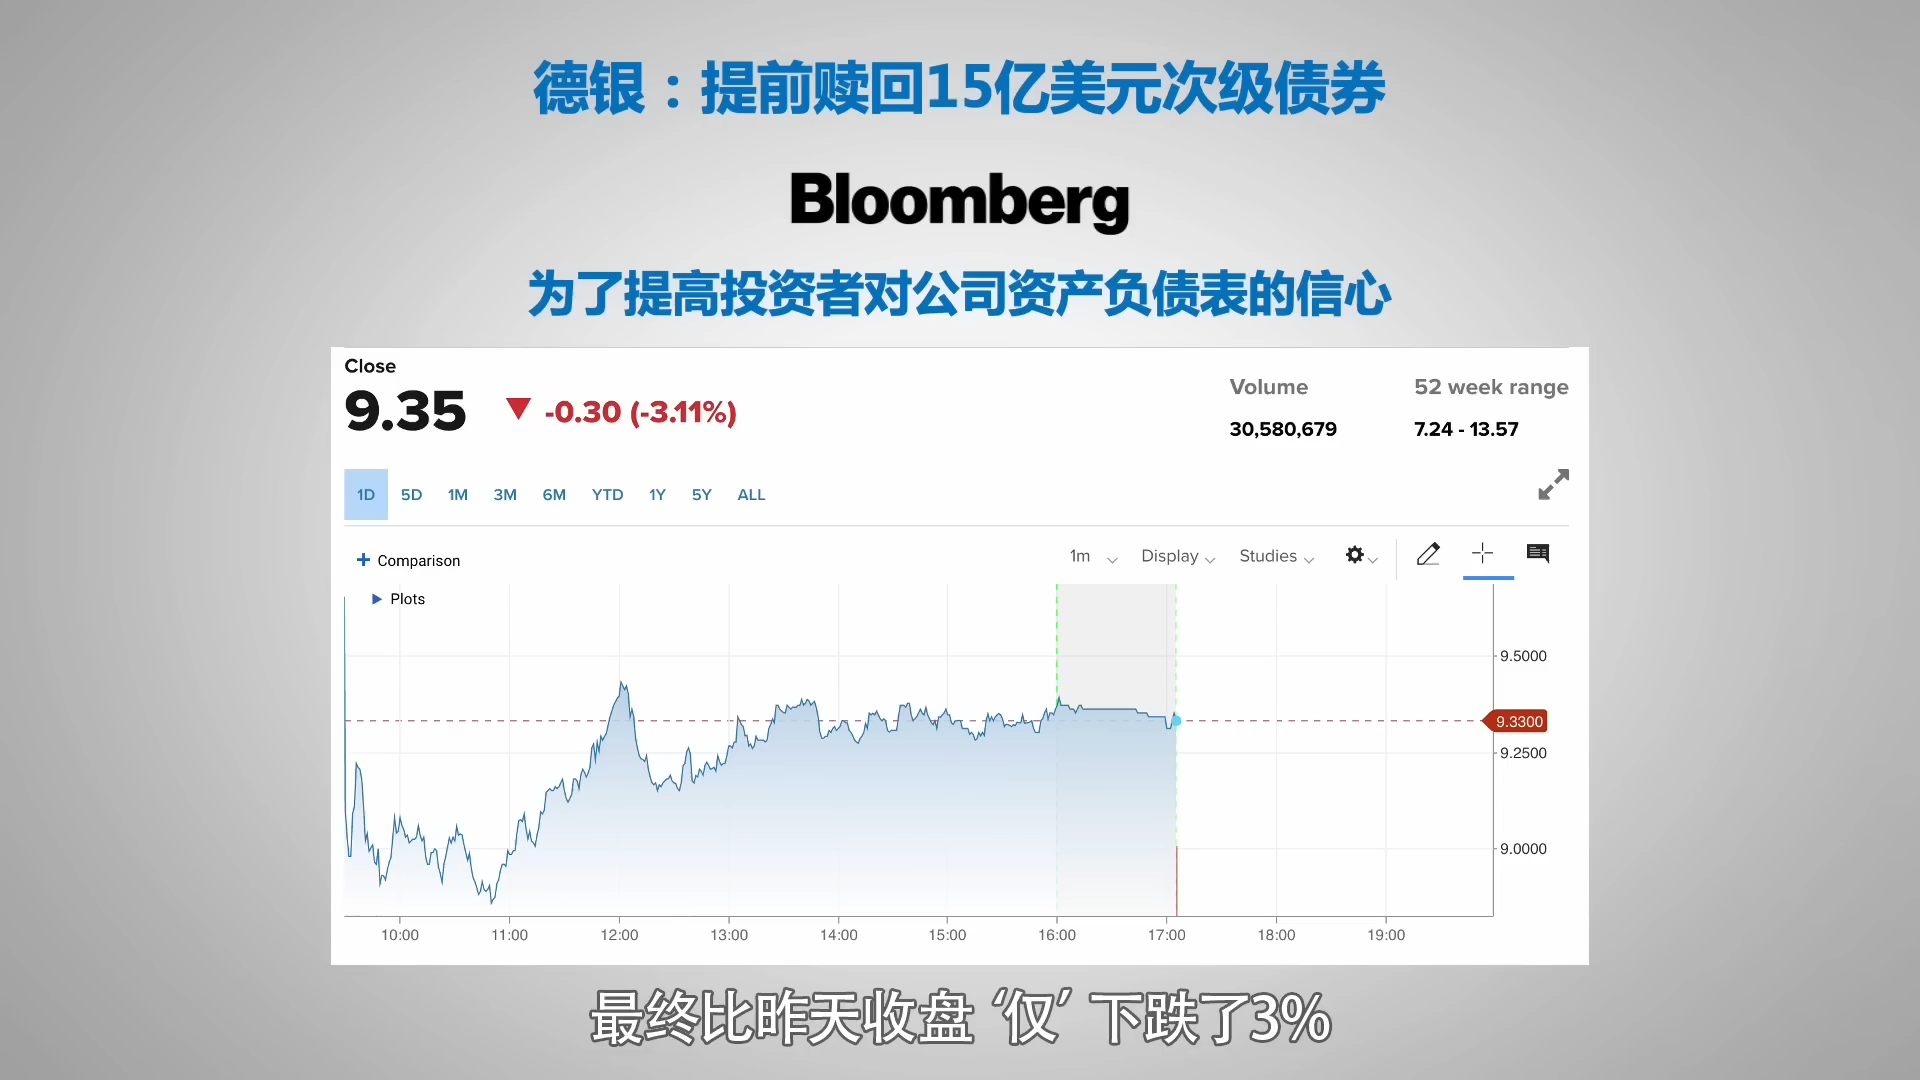 德银：提前赎回15亿美元次级债券
Bloomberg
为了提高投资者对公司资产负债表的信心
Close
9.35 ▼ -0.30 (-3.11%)
Volume 52 week range
30,580,679 7.24 - 13.57
1D 5D 1M 3M 6M YTD 1Y 5Y ALL
+ Comparison 1m Display Studies
Plots
9.5000
9.3300
9.2500
9.0000
10:00 11:00 12:00 13:00 14:00 15:00 16:00 17:00 18:00 19:00
最终比昨天收盘‘仅’下跌了3%